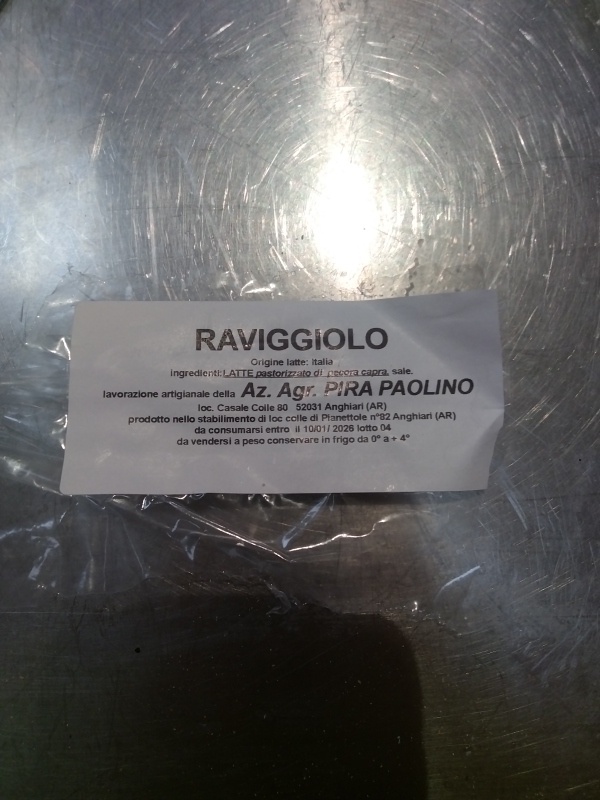 RAVIGGIOLO
Origine latte: Italia
ingredienti:LATTE pastorizzato di pecora capra, sale.
lavorazione artigianale della Az. Agr. PIRA PAOLINO
loc. Casale Colle 80 52031 Anghiari (AR)
prodotto nello stabilimento di loc colle di Pianettole n°82 Anghiari (AR)
da consumarsi entro il 10/01/ 2026 lotto 04
da vendersi a peso conservare in frigo da 0° a + 4°